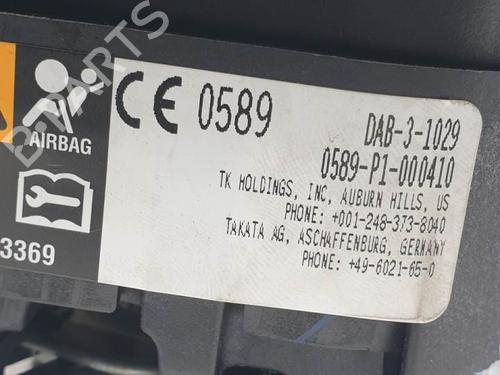 CE 0589
AIRBAG
3369
DAB-3-1029
0589-P1-000410
TK HOLDINGS, INC, AUBURN HILLS, US
PHONE: +001-248-373-8040
TAKATA AG, ASCHAFFENBURG, GERMANY
PHONE: +49-6021-65-0